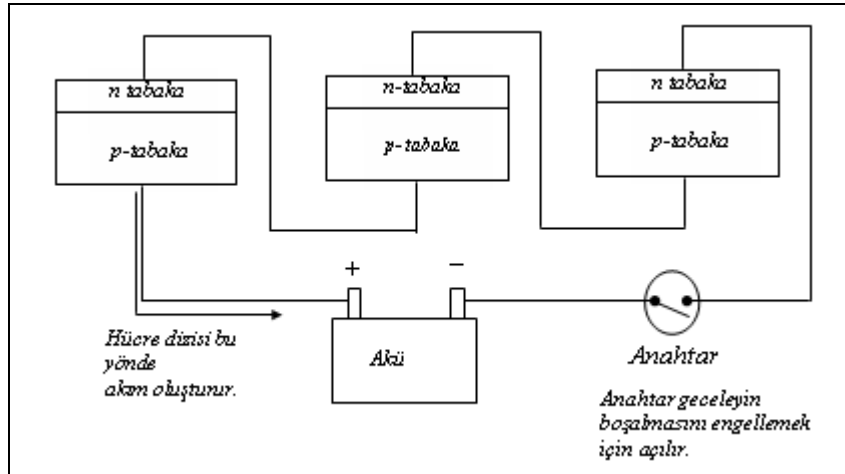 n tabaka
n-tabaka
n tabaka
p-tabaka
p-tabaka
p-tabaka
+
−
Akü
Hücre dizisi bu
yönde
akım oluşturur.
Anahtar
Anahtar geceleyin
boşalmasını engellemek
için açılır.